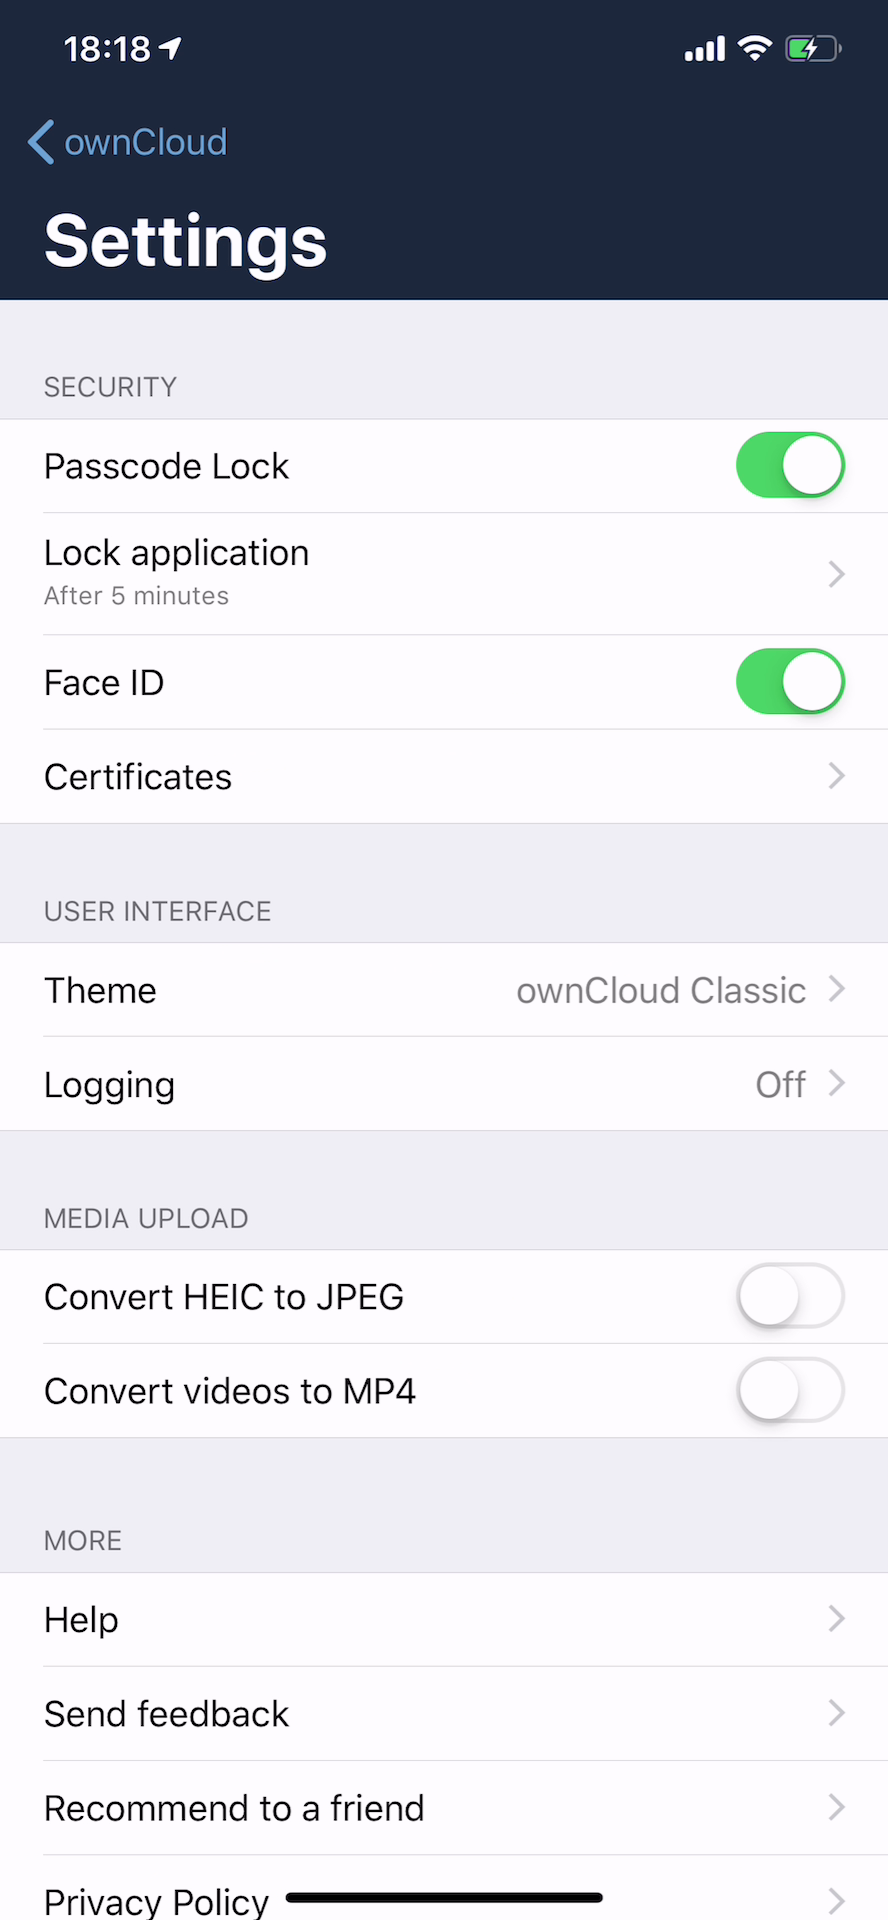 18:18
ownCloud
Settings
SECURITY
Passcode Lock
Lock application
After 5 minutes
Face ID
Certificates
USER INTERFACE
Theme ownCloud Classic
Logging Off
MEDIA UPLOAD
Convert HEIC to JPEG
Convert videos to MP4
MORE
Help
Send feedback
Recommend to a friend
Privacy Policy